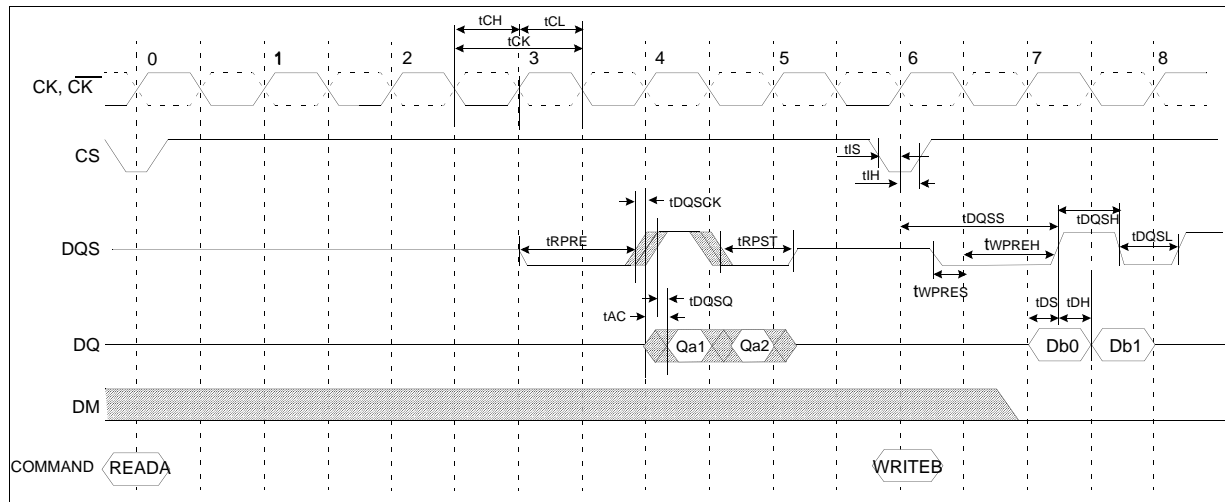 tCH tCL
tCK
0 1 2 3 4 5 6 7 8
CK, CK
CS
tIS
tIH
tDQSCK
tDQSS
tDQSH
DQS
tRPRE
tRPST
tWPREH
tDQSL
tWPRES
tDQSQ
tAC
tDS tDH
DQ
Qa1 Qa2 Db0 Db1
DM
COMMAND READA WRITEB